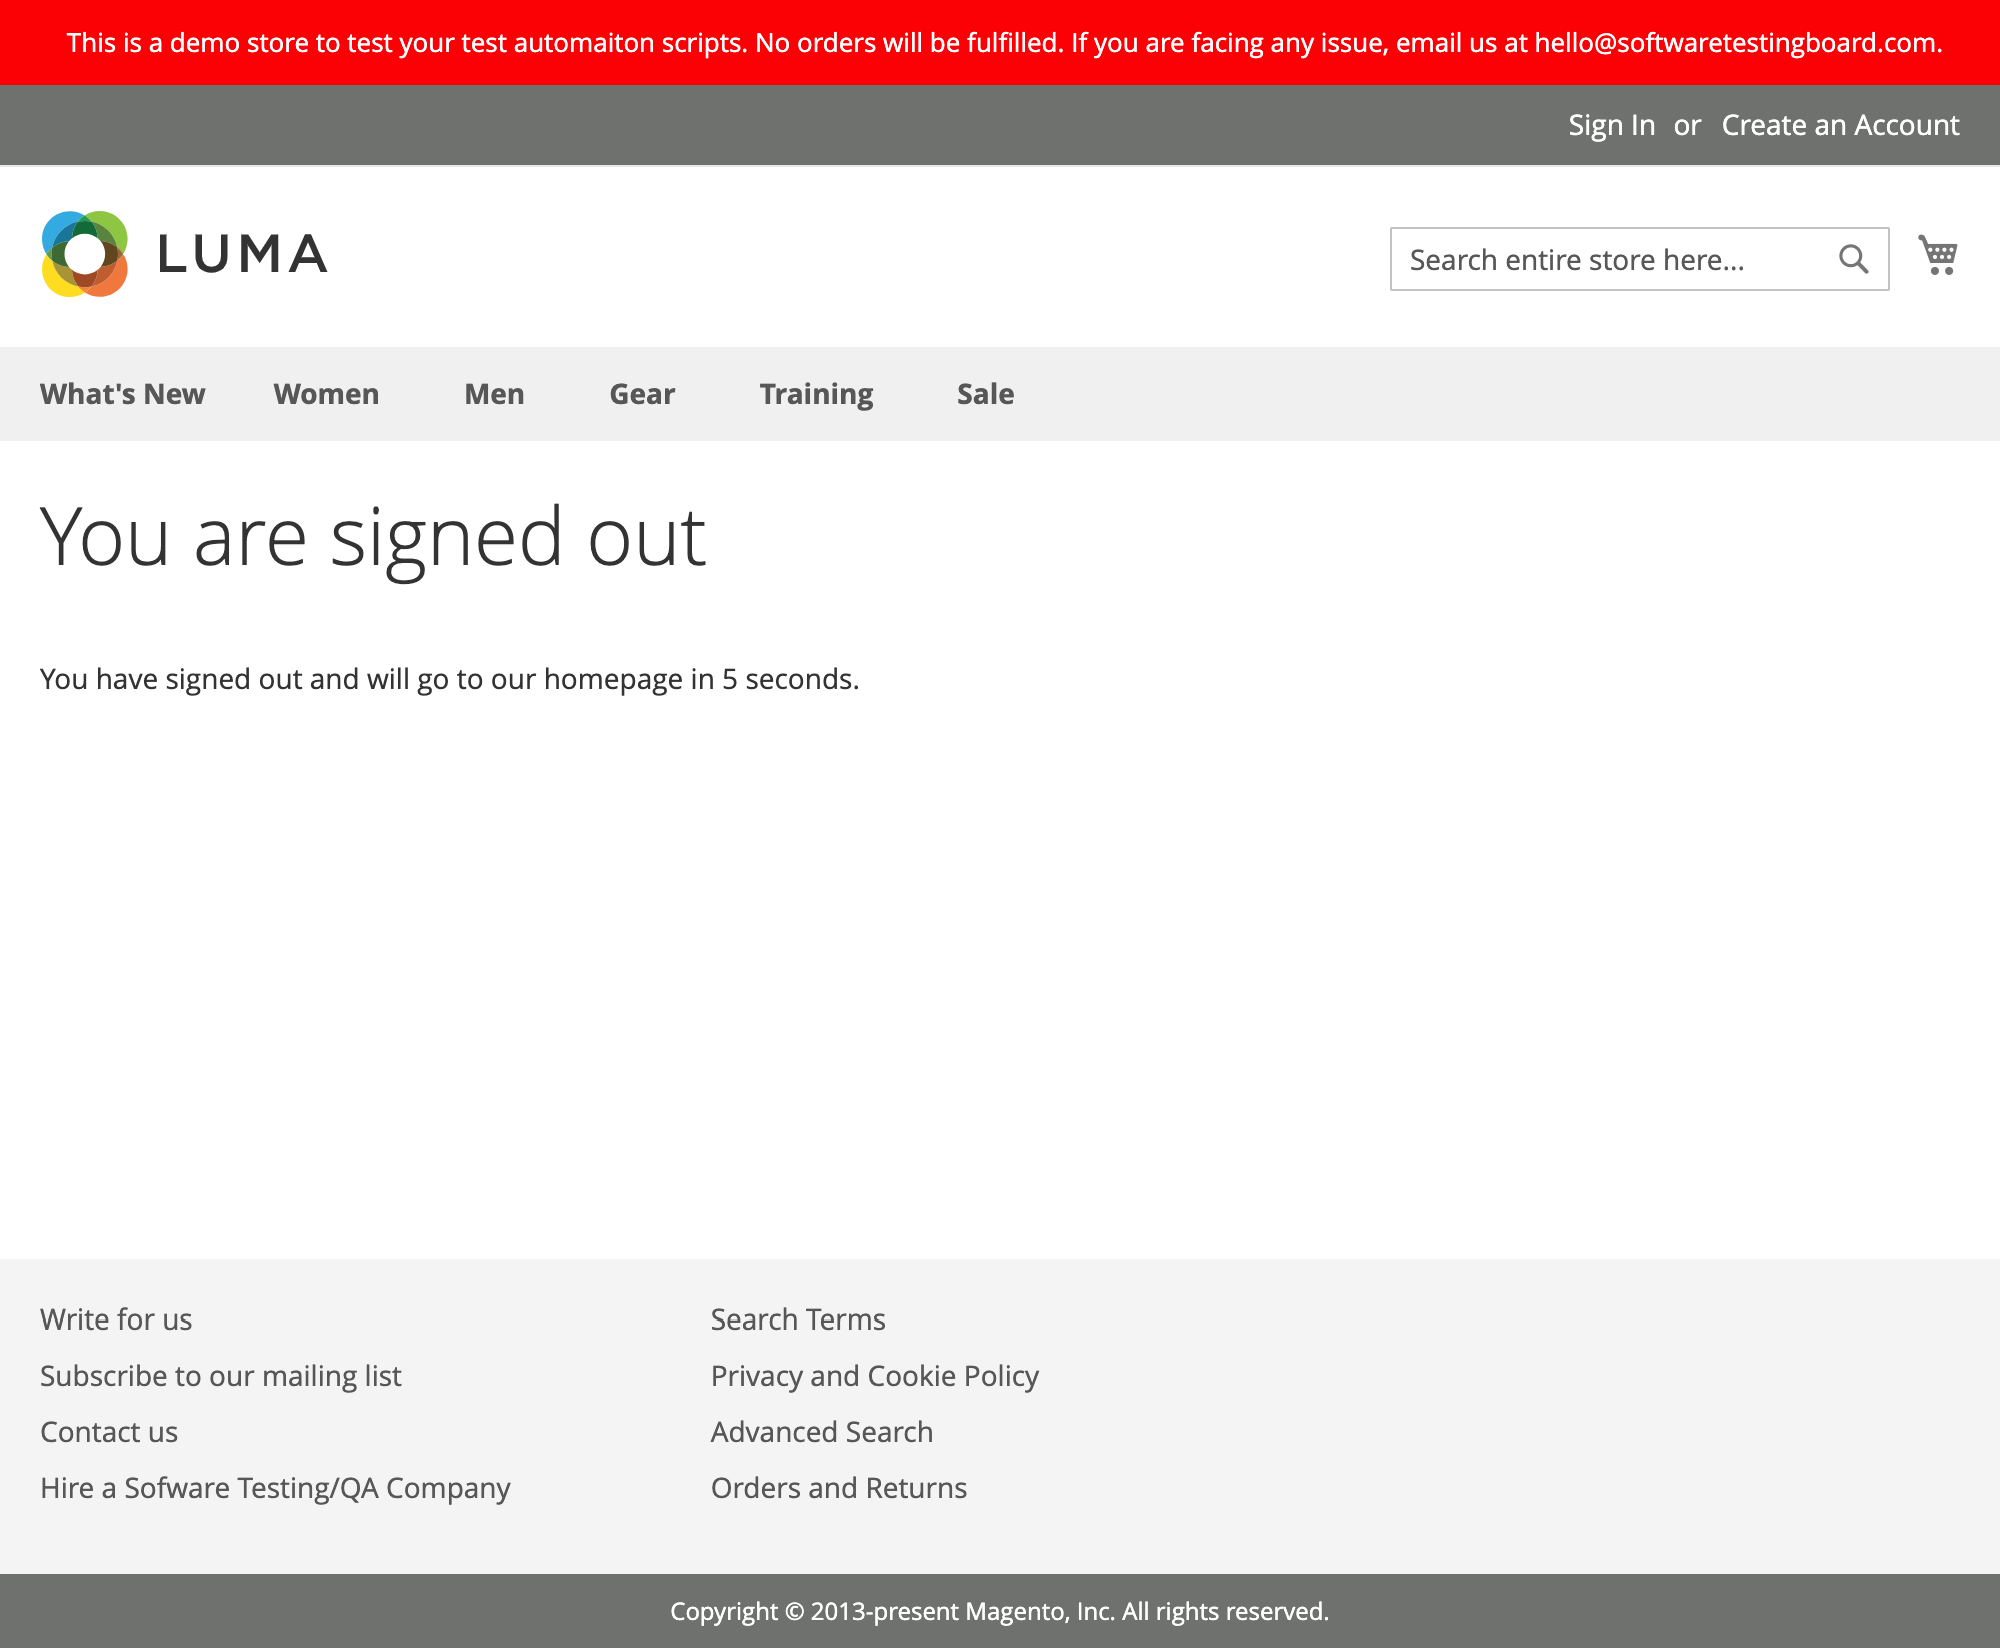 This is a demo store to test your test automaiton scripts. No orders will be fulfilled. If you are facing any issue, email us at hello@softwaretestingboard.com.
Sign In or Create an Account
LUMA
Search entire store here...
What's New Women Men Gear Training Sale
You are signed out
You have signed out and will go to our homepage in 5 seconds.
Write for us
Subscribe to our mailing list
Contact us
Hire a Sofware Testing/QA Company
Search Terms
Privacy and Cookie Policy
Advanced Search
Orders and Returns
Copyright © 2013-present Magento, Inc. All rights reserved.